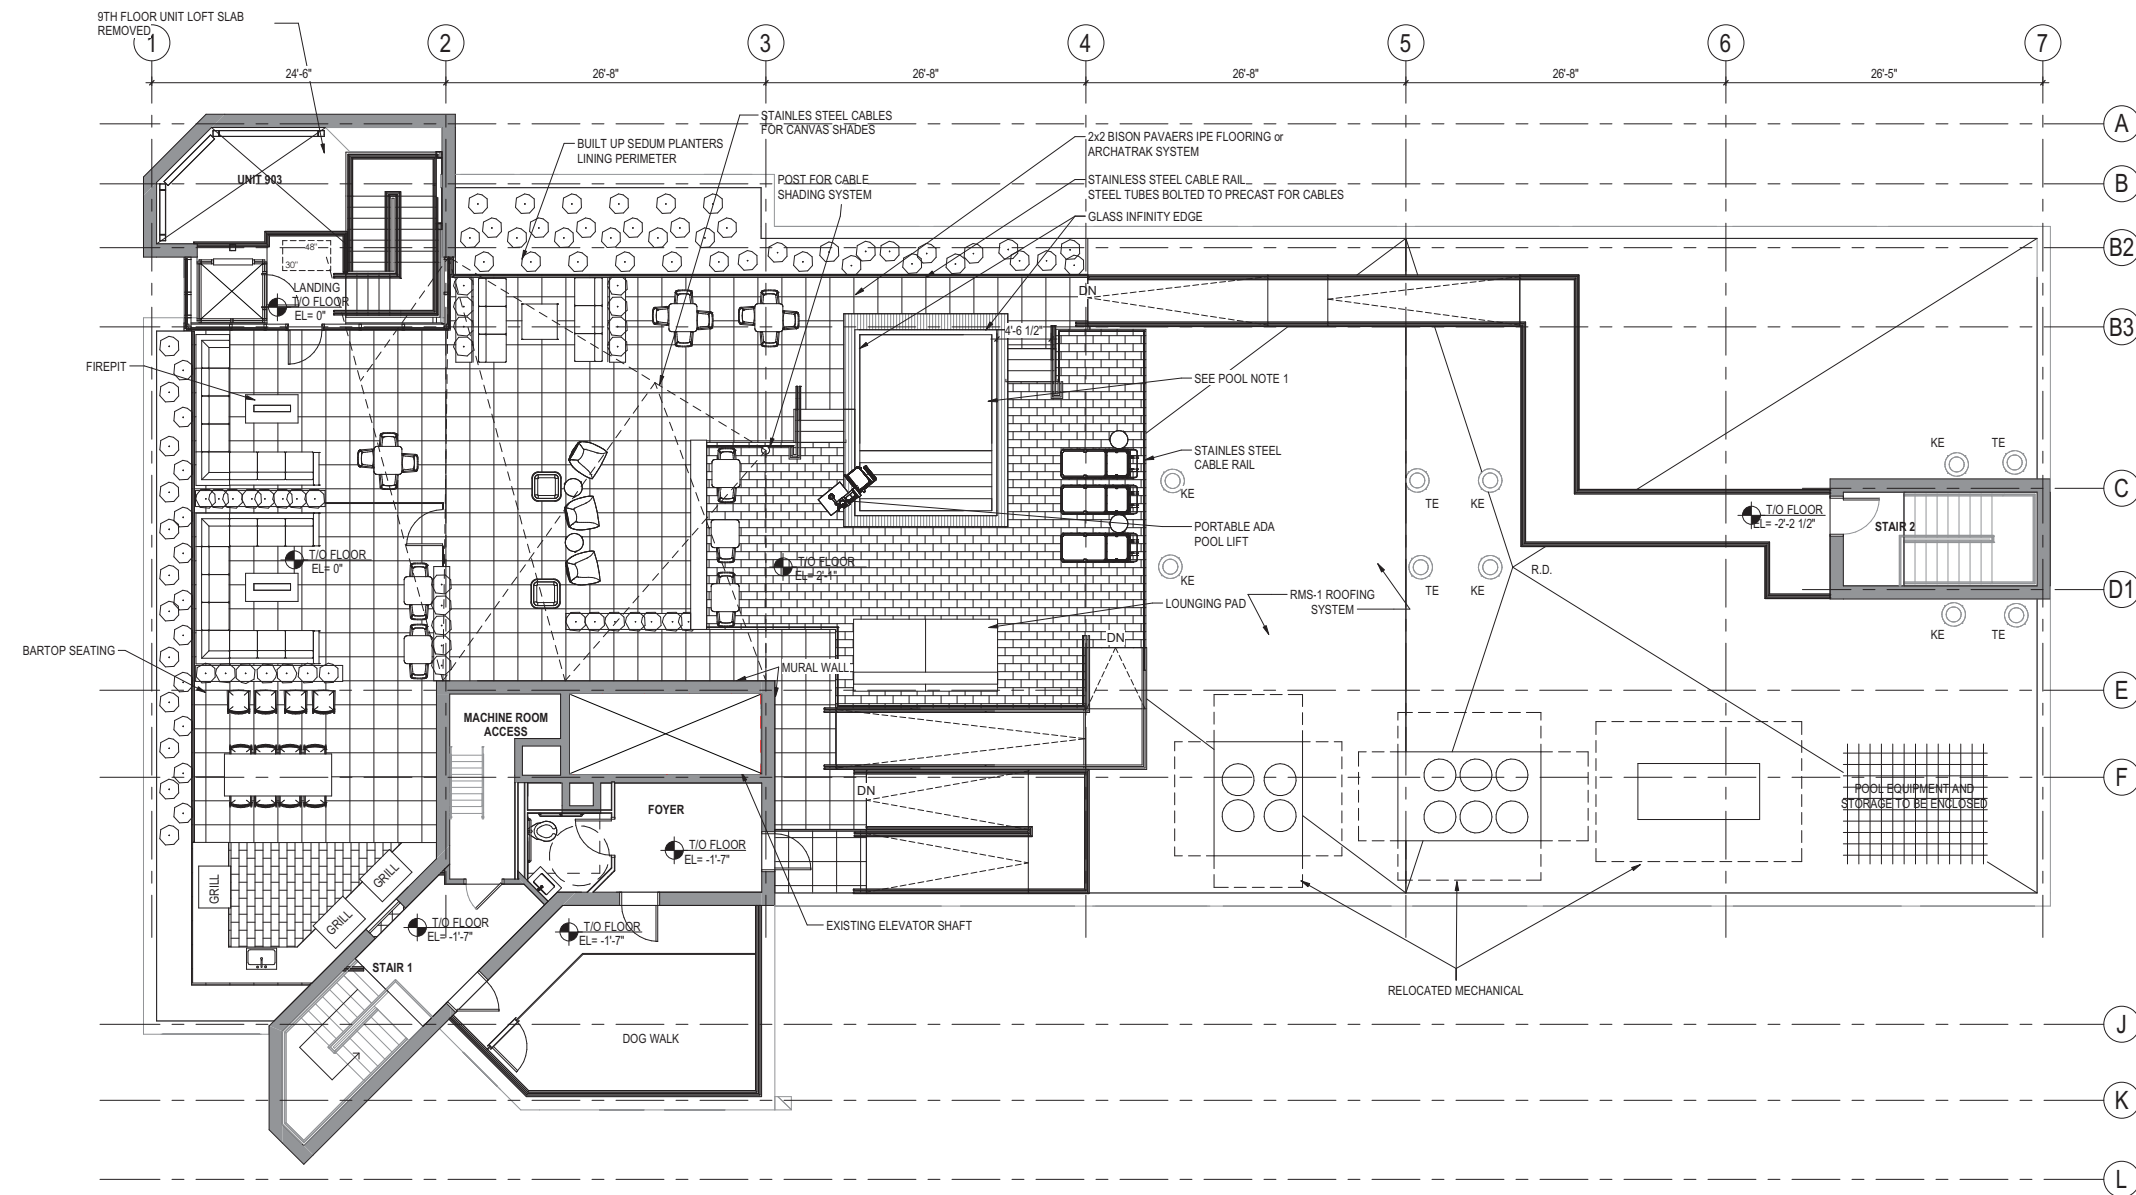 9TH FLOOR UNIT LOFT SLAB
REMOVED
1
2
3
4
5
6
7
24'-6"
26'-8"
26'-8"
26'-8"
26'-8"
26'-5"
A
B
B2
B3
C
D1
E
F
J
K
L
STAINLES STEEL CABLES
FOR CANVAS SHADES
BUILT UP SEDUM PLANTERS
LINING PERIMETER
2x2 BISON PAVAERS IPE FLOORING or
ARCHATRAK SYSTEM
POST FOR CABLE
SHADING SYSTEM
STAINLESS STEEL CABLE RAIL
STEEL TUBES BOLTED TO PRECAST FOR CABLES
GLASS INFINITY EDGE
UNIT 903
48"
30"
LANDING
T/O FLOOR
EL= 0"
DN
4'-6 1/2"
FIREPIT
SEE POOL NOTE 1
STAINLES STEEL
CABLE RAIL
KE
TE
KE
KE
TE
T/O FLOOR
EL= -2'-2 1/2"
STAIR 2
PORTABLE ADA
POOL LIFT
T/O FLOOR
EL= 0"
T/O FLOOR
EL= 2'-1"
KE
TE
KE
R.D.
RMS-1 ROOFING
SYSTEM
LOUNGING PAD
KE
TE
BARTOP SEATING
MURAL WALL
DN
MACHINE ROOM
ACCESS
FOYER
DN
POOL EQUIPMENT AND
STORAGE TO BE ENCLOSED
T/O FLOOR
EL= -1'-7"
GRILL
GRILL
GRILL
T/O FLOOR
EL= -1'-7"
T/O FLOOR
EL= -1'-7"
EXISTING ELEVATOR SHAFT
STAIR 1
RELOCATED MECHANICAL
DOG WALK